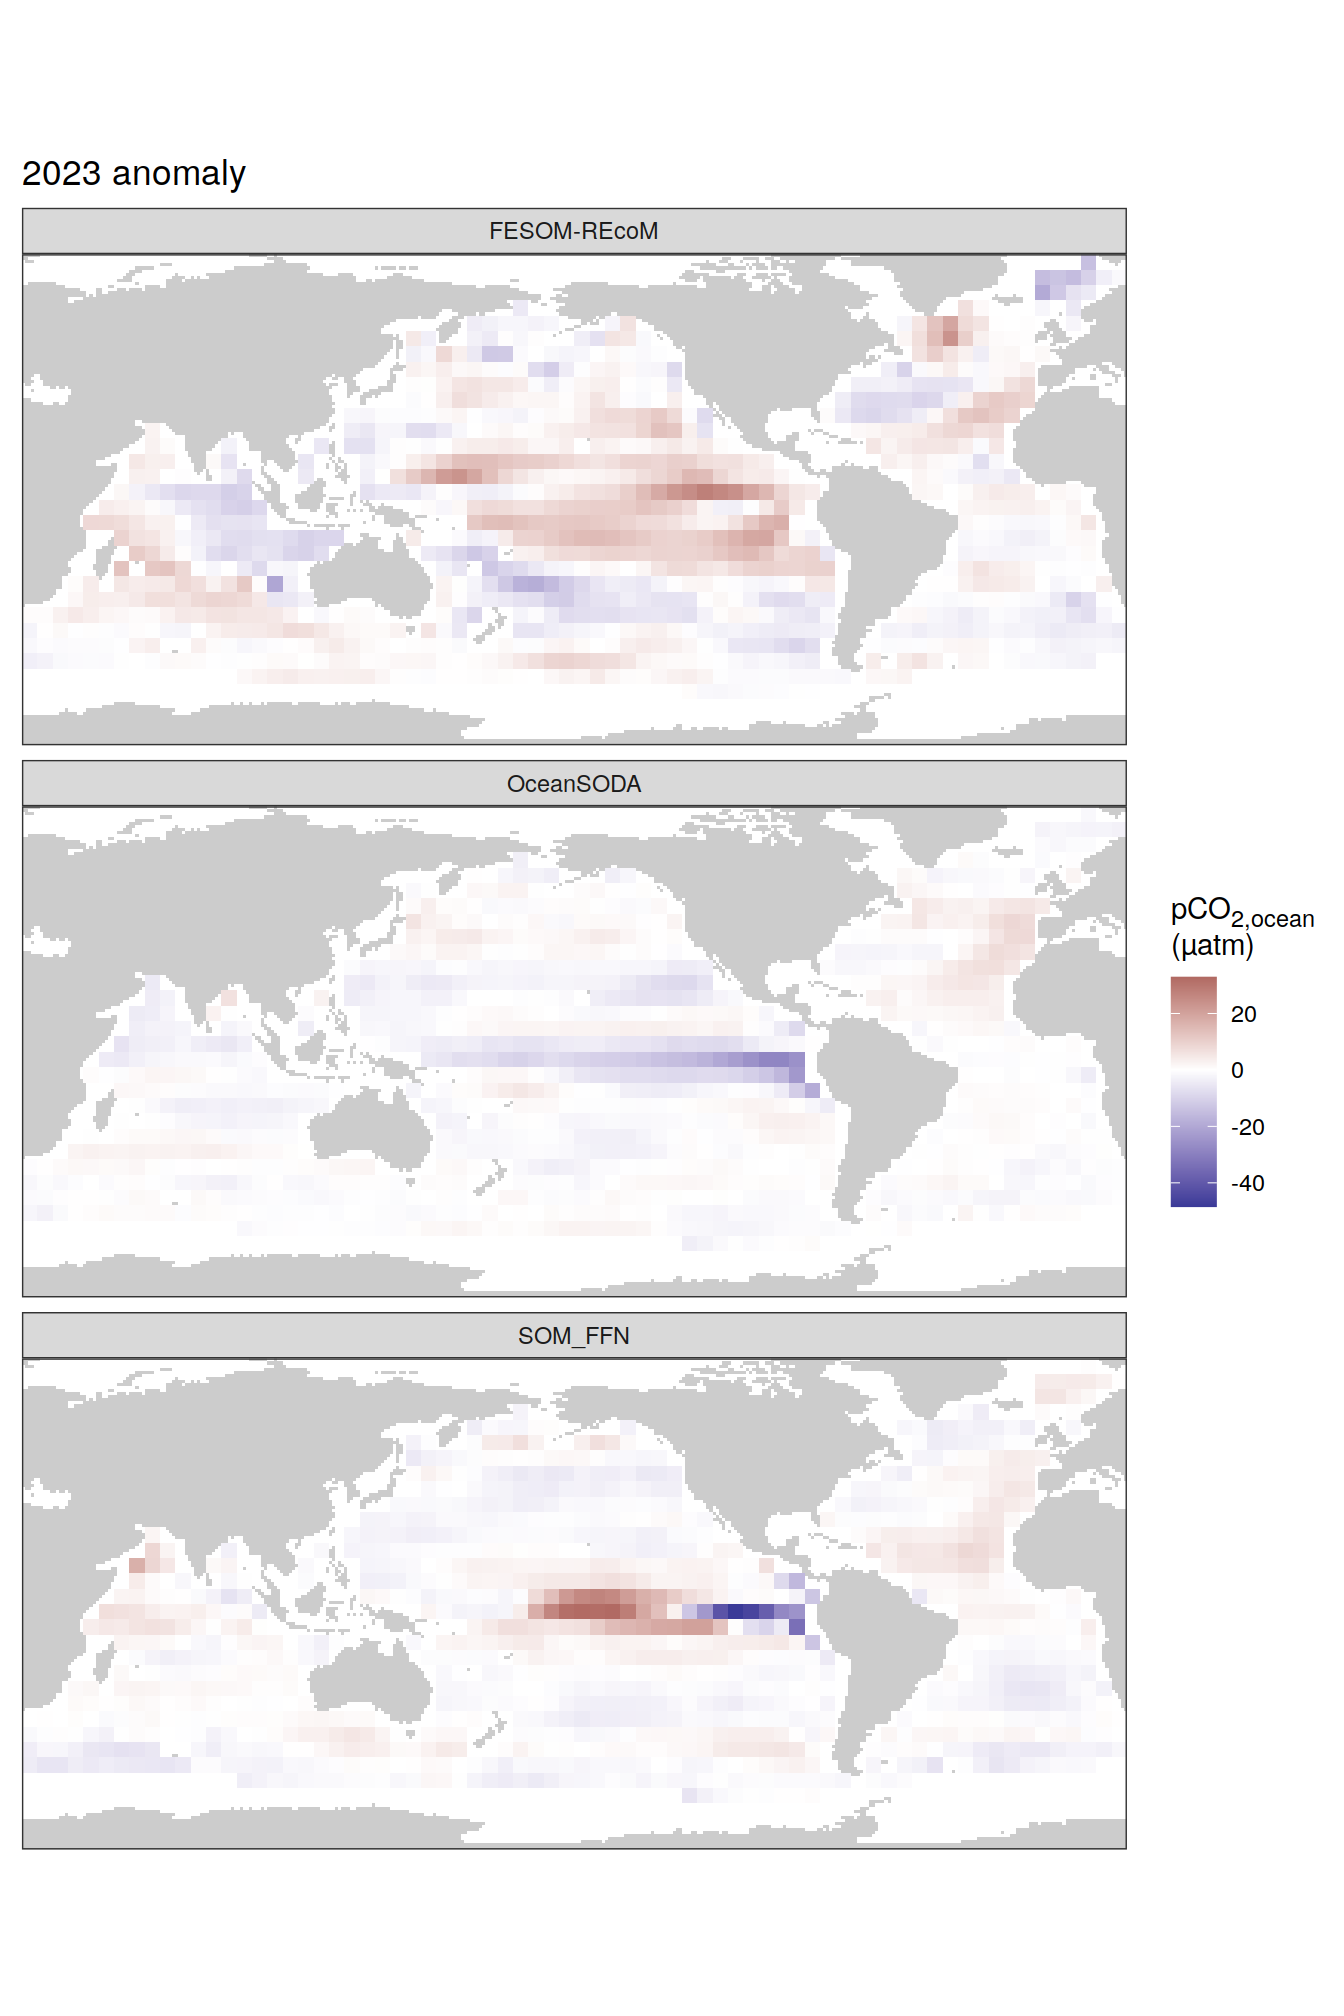 2023 anomaly
FESOM-REcoM
OceanSODA
pCO2,ocean
(µatm)
20
0
-20
-40
SOM_FFN